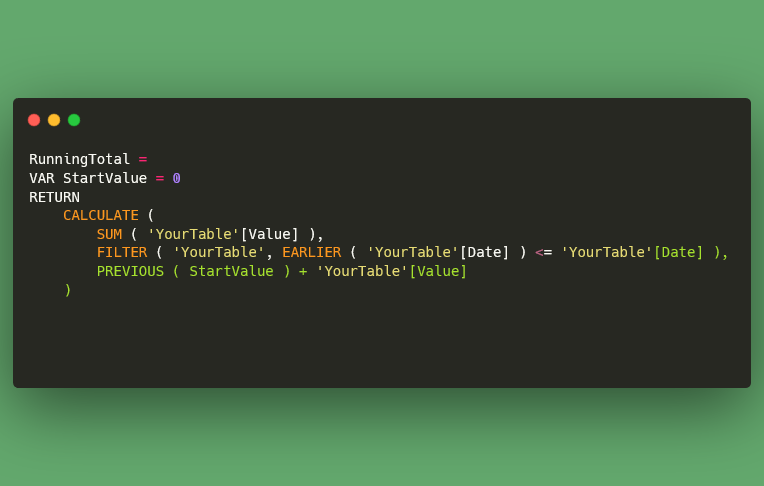 RunningTotal =
VAR StartValue = 0
RETURN
    CALCULATE (
        SUM ( 'YourTable'[Value] ),
        FILTER ( 'YourTable', EARLIER ( 'YourTable'[Date] ) <= 'YourTable'[Date] ),
        PREVIOUS ( StartValue ) + 'YourTable'[Value]
    )